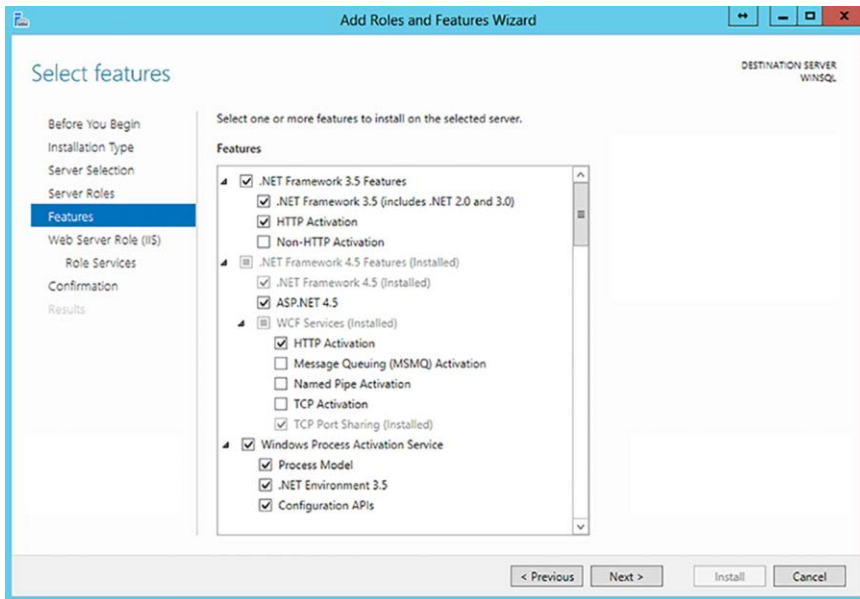 Add Roles and Features Wizard
Select features
DESTINATION SERVER
WINSQL
Before You Begin
Installation Type
Server Selection
Server Roles
Features
Web Server Role (IIS)
Role Services
Confirmation
Results
Select one or more features to install on the selected server.
Features
.NET Framework 3.5 Features
.NET Framework 3.5 (includes .NET 2.0 and 3.0)
HTTP Activation
Non-HTTP Activation
.NET Framework 4.5 Features (Installed)
.NET Framework 4.5 (Installed)
ASP.NET 4.5
WCF Services (Installed)
HTTP Activation
Message Queuing (MSMQ) Activation
Named Pipe Activation
TCP Activation
TCP Port Sharing (Installed)
Windows Process Activation Service
Process Model
.NET Environment 3.5
Configuration APIs
< Previous
Next >
Install
Cancel